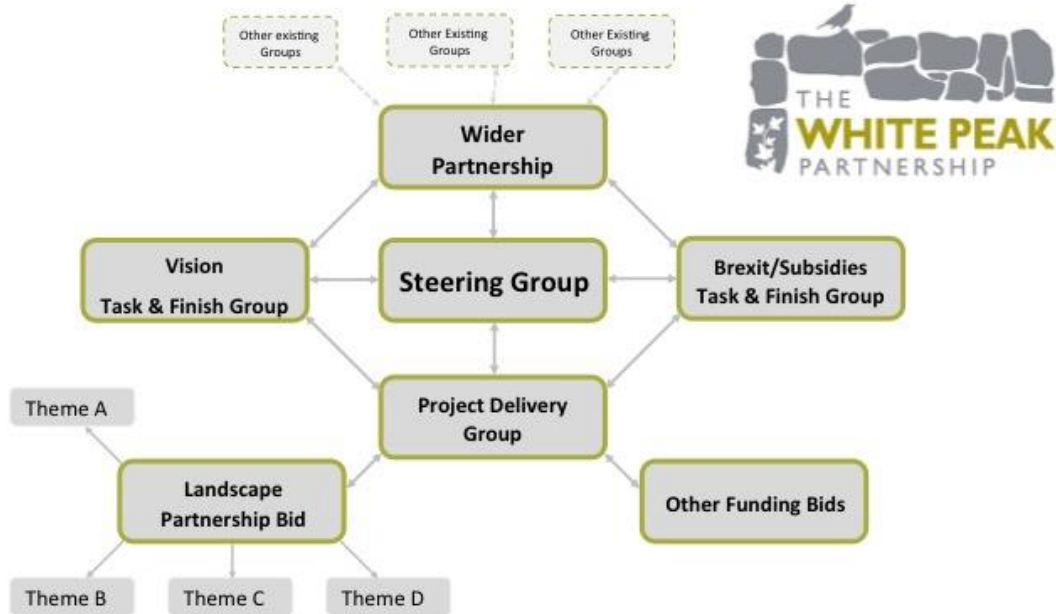 Other existing
Groups
Other Existing
Groups
Other Existing
Groups
THE
WHITE PEAK
PARTNERSHIP
Wider
Partnership
Vision
Task & Finish Group
Steering Group
Brexit/Subsidies
Task & Finish Group
Project Delivery
Group
Theme A
Landscape
Partnership Bid
Other Funding Bids
Theme B
Theme C
Theme D